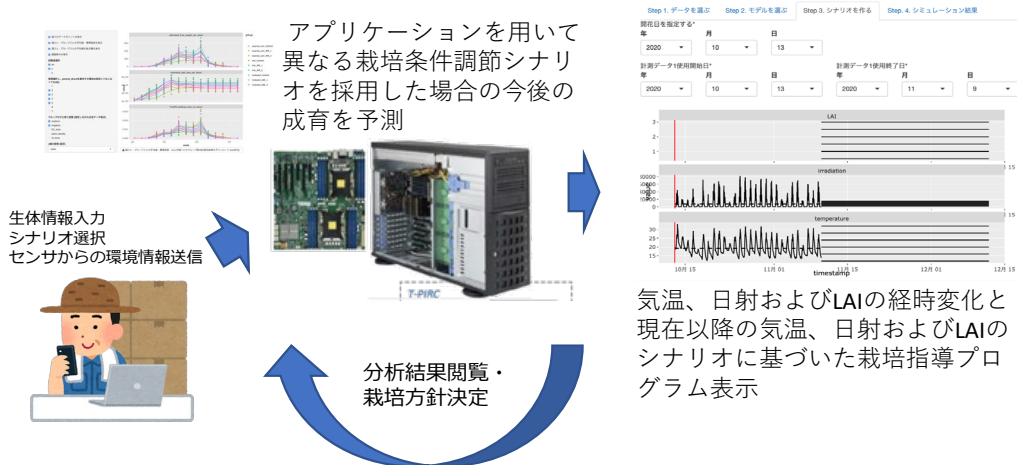 アプリケーションを用いて
異なる栽培条件調節シナリ
オを採用した場合の今後の
成育を予測
生体情報入力
シナリオ選択
センサからの環境情報送信
T-PIRC
分析結果閲覧・
栽培方針決定
Step 1. データを選ぶ Step 2. モデルを選ぶ Step 3. シナリオを作る Step. 4. シミュレーション結果
開花日を指定する*
年 月 日
2020 10 13
計測データ1使用開始日* 計測データ1使用終了日*
年 月 日 年 月 日
2020 10 13 2020 11 9
LAI
3
2
1
irradiation
temperature
30
25
20
15
10月 15 11月 01 11月 15 12月 01 12月 15
timestamp
気温、日射およびLAIの経時変化と
現在以降の気温、日射およびLAIの
シナリオに基づいた栽培指導プロ
グラム表示